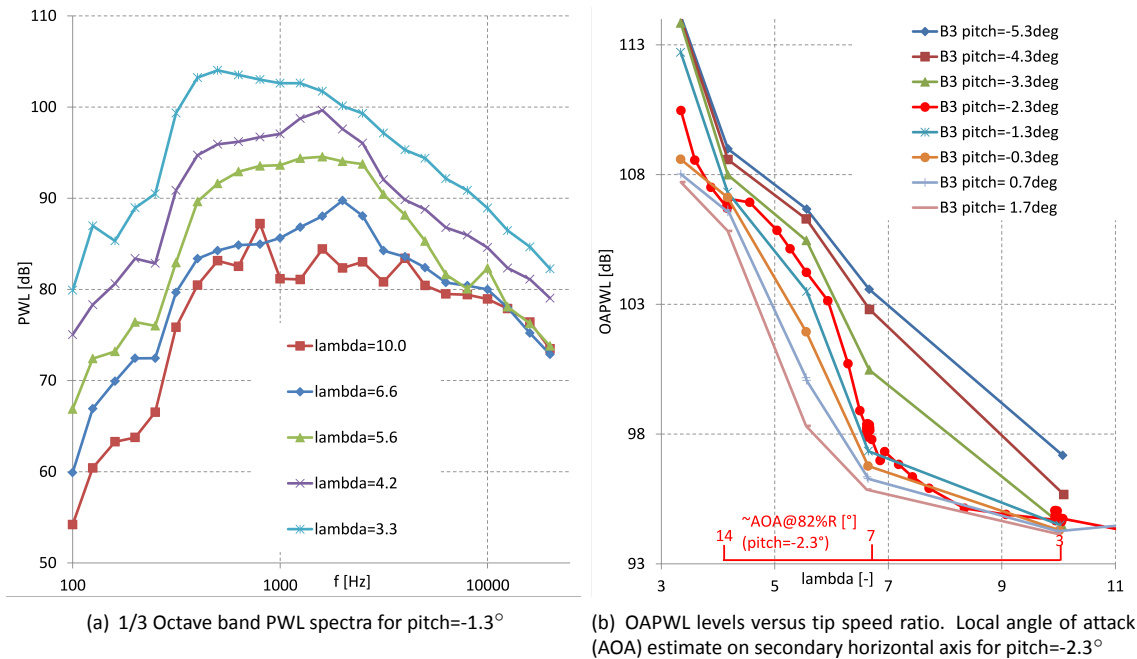 110
100
90
80
70
60
50
PWL [dB]
lambda=10.0
lambda=6.6
lambda=5.6
lambda=4.2
lambda=3.3
100
1000
10000
f [Hz]
(a) 1/3 Octave band PWL spectra for pitch=-1.3°
113
108
103
98
93
OAPWL [dB]
B3 pitch=-5.3deg
B3 pitch=-4.3deg
B3 pitch=-3.3deg
B3 pitch=-2.3deg
B3 pitch=-1.3deg
B3 pitch=-0.3deg
B3 pitch= 0.7deg
B3 pitch= 1.7deg
~AOA@82%R [°]
(pitch=-2.3°)
14
7
3
3
5
7
9
11
lambda [-]
(b) OAPWL levels versus tip speed ratio. Local angle of attack
(AOA) estimate on secondary horizontal axis for pitch=-2.3°